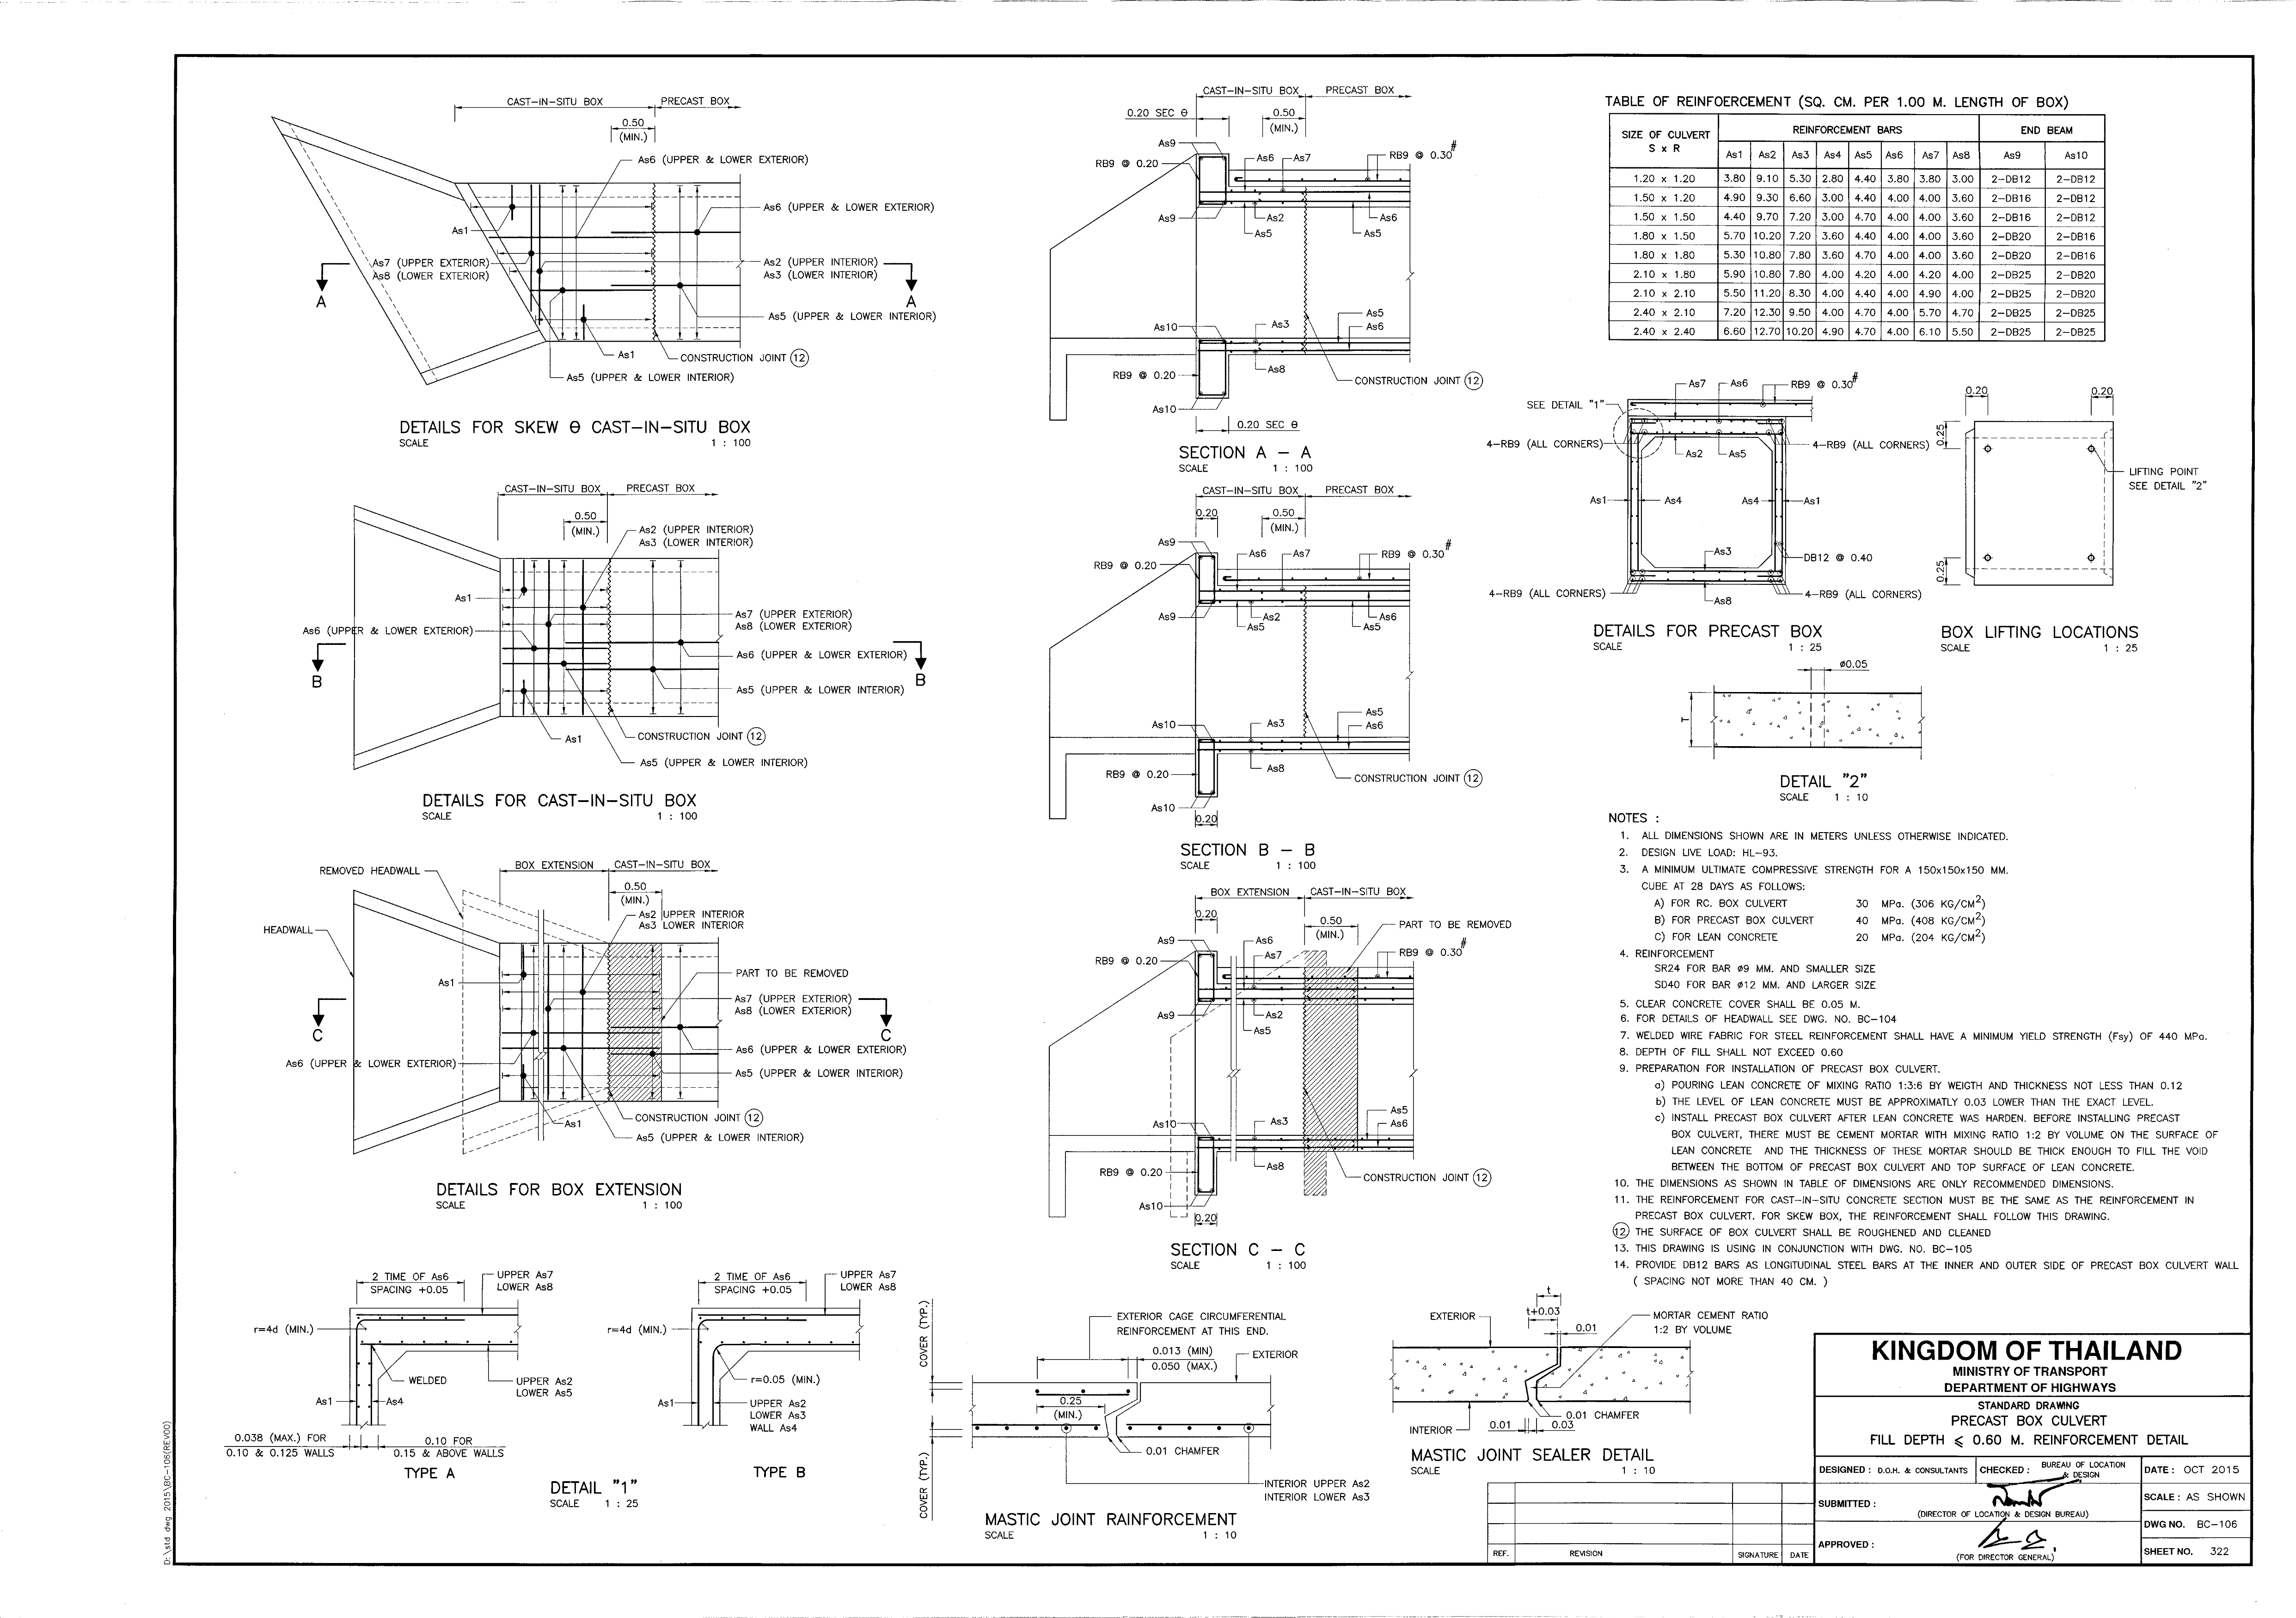 CAST-IN-SITU BOX
PRECAST BOX
0.50
(MIN.)
As6 (UPPER & LOWER EXTERIOR)
As6 (UPPER & LOWER EXTERIOR)
As1
As7 (UPPER EXTERIOR)
As8 (LOWER EXTERIOR)
As2 (UPPER INTERIOR)
As3 (LOWER INTERIOR)
A
A
As5 (UPPER & LOWER INTERIOR)
As1
CONSTRUCTION JOINT 12
As5 (UPPER & LOWER INTERIOR)
DETAILS FOR SKEW θ CAST-IN-SITU BOX
SCALE 1 : 100
CAST-IN-SITU BOX
PRECAST BOX
0.50
(MIN.)
As2 (UPPER INTERIOR)
As3 (LOWER INTERIOR)
As1
As7 (UPPER EXTERIOR)
As8 (LOWER EXTERIOR)
As6 (UPPER & LOWER EXTERIOR)
As6 (UPPER & LOWER EXTERIOR)
B
B
As5 (UPPER & LOWER INTERIOR)
As1
CONSTRUCTION JOINT 12
As5 (UPPER & LOWER INTERIOR)
DETAILS FOR CAST-IN-SITU BOX
SCALE 1 : 100
REMOVED HEADWALL
BOX EXTENSION
CAST-IN-SITU BOX
0.50
(MIN.)
As2 UPPER INTERIOR
As3 LOWER INTERIOR
HEADWALL
As1
PART TO BE REMOVED
As7 (UPPER EXTERIOR)
As8 (LOWER EXTERIOR)
C
C
As6 (UPPER & LOWER EXTERIOR)
As6 (UPPER & LOWER EXTERIOR)
As5 (UPPER & LOWER INTERIOR)
As1
CONSTRUCTION JOINT 12
As5 (UPPER & LOWER INTERIOR)
DETAILS FOR BOX EXTENSION
SCALE 1 : 100
2 TIME OF As6
SPACING +0.05
UPPER As7
LOWER As8
r=4d (MIN.)
WELDED
UPPER As2
LOWER As5
As1
As4
0.038 (MAX.) FOR
0.10 & 0.125 WALLS
0.10 FOR
0.15 & ABOVE WALLS
TYPE A
2 TIME OF As6
SPACING +0.05
UPPER As7
LOWER As8
r=4d (MIN.)
r=0.05 (MIN.)
As1
UPPER As2
LOWER As3
WALL As4
TYPE B
DETAIL "1"
SCALE 1 : 25
CAST-IN-SITU BOX
PRECAST BOX
0.20 SEC θ
0.50
(MIN.)
As9
RB9 @ 0.20
As6
As7
RB9 @ 0.30#
As9
As2
As5
As6
As5
As10
As3
As5
As6
RB9 @ 0.20
As8
CONSTRUCTION JOINT 12
As10
0.20 SEC θ
SECTION A - A
SCALE 1 : 100
CAST-IN-SITU BOX
PRECAST BOX
0.20
0.50
(MIN.)
As9
RB9 @ 0.20
As6
As7
RB9 @ 0.30#
As9
As2
As5
As6
As5
As10
As3
As5
As6
RB9 @ 0.20
As8
CONSTRUCTION JOINT 12
As10
0.20
SECTION B - B
SCALE 1 : 100
BOX EXTENSION
CAST-IN-SITU BOX
0.20
0.50
(MIN.)
PART TO BE REMOVED
As9
RB9 @ 0.20
As6
As7
RB9 @ 0.30#
As9
As2
As5
As10
As3
As5
As6
RB9 @ 0.20
As8
CONSTRUCTION JOINT 12
As10
0.20
SECTION C - C
SCALE 1 : 100
COVER (TYP.)
COVER (TYP.)
EXTERIOR CAGE CIRCUMFERENTIAL
REINFORCEMENT AT THIS END.
0.013 (MIN)
0.050 (MAX.)
EXTERIOR
0.25
(MIN.)
0.01 CHAMFER
INTERIOR UPPER As2
INTERIOR LOWER As3
MASTIC JOINT RAINFORCEMENT
SCALE 1 : 10
t
t+0.03
EXTERIOR
0.01
MORTAR CEMENT RATIO
1:2 BY VOLUME
INTERIOR
0.01
0.03
0.01 CHAMFER
MASTIC JOINT SEALER DETAIL
SCALE 1 : 10
TABLE OF REINFOERCEMENT (SQ. CM. PER 1.00 M. LENGTH OF BOX)
SIZE OF CULVERT
S x R
REINFORCEMENT BARS
END BEAM
As1 As2 As3 As4 As5 As6 As7 As8 As9 As10
1.20 x 1.20 3.80 9.10 5.30 2.80 4.40 3.80 3.80 3.00 2-DB12 2-DB12
1.50 x 1.20 4.90 9.30 6.60 3.00 4.40 4.00 4.00 3.60 2-DB16 2-DB12
1.50 x 1.50 4.40 9.70 7.20 3.00 4.70 4.00 4.00 3.60 2-DB16 2-DB12
1.80 x 1.50 5.70 10.20 7.20 3.60 4.40 4.00 4.00 3.60 2-DB20 2-DB16
1.80 x 1.80 5.30 10.80 7.80 3.60 4.70 4.00 4.00 3.60 2-DB20 2-DB16
2.10 x 1.80 5.90 10.80 7.80 4.00 4.20 4.00 4.20 4.00 2-DB25 2-DB20
2.10 x 2.10 5.50 11.20 8.30 4.00 4.40 4.00 4.90 4.00 2-DB25 2-DB20
2.40 x 2.10 7.20 12.30 9.50 4.00 4.70 4.00 5.70 4.70 2-DB25 2-DB25
2.40 x 2.40 6.60 12.70 10.20 4.90 4.70 4.00 6.10 5.50 2-DB25 2-DB25
As7
As6
RB9 @ 0.30#
SEE DETAIL "1"
4-RB9 (ALL CORNERS)
4-RB9 (ALL CORNERS)
As2
As5
As1
As4
As4
As1
As3
DB12 @ 0.40
4-RB9 (ALL CORNERS)
4-RB9 (ALL CORNERS)
As8
DETAILS FOR PRECAST BOX
SCALE 1 : 25
0.20
0.20
0.25
LIFTING POINT
SEE DETAIL "2"
0.25
BOX LIFTING LOCATIONS
SCALE 1 : 25
ø0.05
T
DETAIL "2"
SCALE 1 : 10
NOTES :
1. ALL DIMENSIONS SHOWN ARE IN METERS UNLESS OTHERWISE INDICATED.
2. DESIGN LIVE LOAD: HL-93.
3. A MINIMUM ULTIMATE COMPRESSIVE STRENGTH FOR A 150x150x150 MM.
CUBE AT 28 DAYS AS FOLLOWS:
A) FOR RC. BOX CULVERT 30 MPa. (306 KG/CM²)
B) FOR PRECAST BOX CULVERT 40 MPa. (408 KG/CM²)
C) FOR LEAN CONCRETE 20 MPa. (204 KG/CM²)
4. REINFORCEMENT
SR24 FOR BAR ø9 MM. AND SMALLER SIZE
SD40 FOR BAR ø12 MM. AND LARGER SIZE
5. CLEAR CONCRETE COVER SHALL BE 0.05 M.
6. FOR DETAILS OF HEADWALL SEE DWG. NO. BC-104
7. WELDED WIRE FABRIC FOR STEEL REINFORCEMENT SHALL HAVE A MINIMUM YIELD STRENGTH (Fsy) OF 440 MPa.
8. DEPTH OF FILL SHALL NOT EXCEED 0.60
9. PREPARATION FOR INSTALLATION OF PRECAST BOX CULVERT.
a) POURING LEAN CONCRETE OF MIXING RATIO 1:3:6 BY WEIGTH AND THICKNESS NOT LESS THAN 0.12
b) THE LEVEL OF LEAN CONCRETE MUST BE APPROXIMATLY 0.03 LOWER THAN THE EXACT LEVEL.
c) INSTALL PRECAST BOX CULVERT AFTER LEAN CONCRETE WAS HARDEN. BEFORE INSTALLING PRECAST
BOX CULVERT, THERE MUST BE CEMENT MORTAR WITH MIXING RATIO 1:2 BY VOLUME ON THE SURFACE OF
LEAN CONCRETE AND THE THICKNESS OF THESE MORTAR SHOULD BE THICK ENOUGH TO FILL THE VOID
BETWEEN THE BOTTOM OF PRECAST BOX CULVERT AND TOP SURFACE OF LEAN CONCRETE.
10. THE DIMENSIONS AS SHOWN IN TABLE OF DIMENSIONS ARE ONLY RECOMMENDED DIMENSIONS.
11. THE REINFORCEMENT FOR CAST-IN-SITU CONCRETE SECTION MUST BE THE SAME AS THE REINFORCEMENT IN
PRECAST BOX CULVERT. FOR SKEW BOX, THE REINFORCEMENT SHALL FOLLOW THIS DRAWING.
12 THE SURFACE OF BOX CULVERT SHALL BE ROUGHENED AND CLEANED
13. THIS DRAWING IS USING IN CONJUNCTION WITH DWG. NO. BC-105
14. PROVIDE DB12 BARS AS LONGITUDINAL STEEL BARS AT THE INNER AND OUTER SIDE OF PRECAST BOX CULVERT WALL
( SPACING NOT MORE THAN 40 CM. )
KINGDOM OF THAILAND
MINISTRY OF TRANSPORT
DEPARTMENT OF HIGHWAYS
STANDARD DRAWING
PRECAST BOX CULVERT
FILL DEPTH ⩽ 0.60 M. REINFORCEMENT DETAIL
DESIGNED : D.O.H. & CONSULTANTS
CHECKED : BUREAU OF LOCATION & DESIGN
DATE : OCT 2015
SUBMITTED :
(DIRECTOR OF LOCATION & DESIGN BUREAU)
SCALE : AS SHOWN
DWG NO. BC-106
APPROVED :
(FOR DIRECTOR GENERAL)
SHEET NO. 322
REF. REVISION SIGNATURE DATE
D:\std dwg 2015\BC-106(REV00)